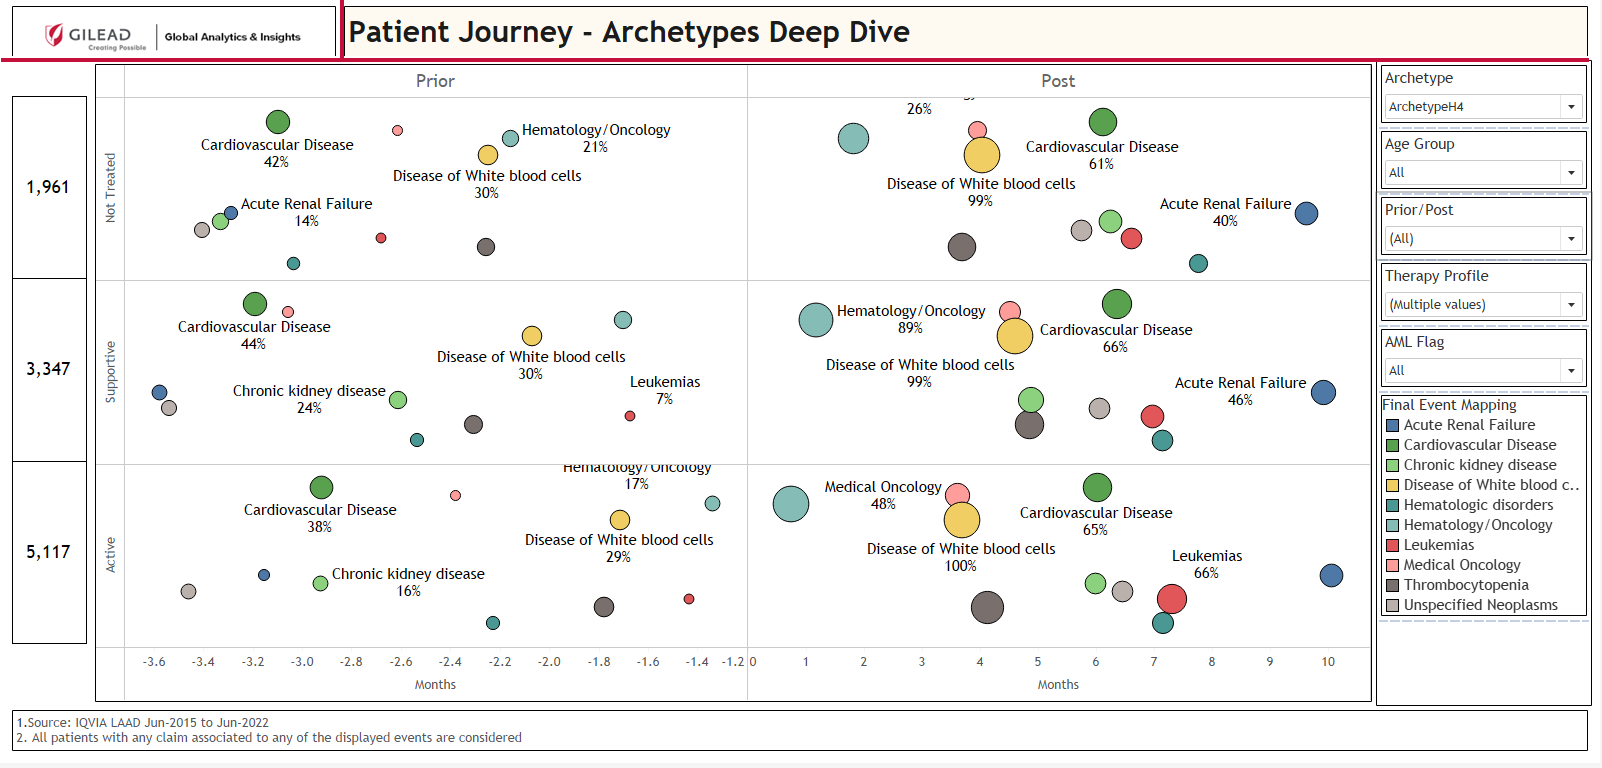 GILEAD
Creating Possible
Global Analytics & Insights
Patient Journey - Archetypes Deep Dive
Prior
Post
1,961
Not Treated
Cardiovascular Disease
42%
Hematology/Oncology
21%
Disease of White blood cells
30%
Acute Renal Failure
14%
26%
Cardiovascular Disease
61%
Disease of White blood cells
99%
Acute Renal Failure
40%
3,347
Supportive
Cardiovascular Disease
44%
Disease of White blood cells
30%
Chronic kidney disease
24%
Leukemias
7%
Hematology/Oncology
89%
Cardiovascular Disease
66%
Disease of White blood cells
99%
Acute Renal Failure
46%
5,117
Active
Hematology/Oncology
17%
Cardiovascular Disease
38%
Disease of White blood cells
29%
Chronic kidney disease
16%
Medical Oncology
48%
Cardiovascular Disease
65%
Disease of White blood cells
100%
Leukemias
66%
-3.6 -3.4 -3.2 -3.0 -2.8 -2.6 -2.4 -2.2 -2.0 -1.8 -1.6 -1.4 -1.2
0 1 2 3 4 5 6 7 8 9 10
Months
Months
Archetype
ArchetypeH4
Age Group
All
Prior/Post
(All)
Therapy Profile
(Multiple values)
AML Flag
All
Final Event Mapping
Acute Renal Failure
Cardiovascular Disease
Chronic kidney disease
Disease of White blood c..
Hematologic disorders
Hematology/Oncology
Leukemias
Medical Oncology
Thrombocytopenia
Unspecified Neoplasms
1.Source: IQVIA LAAD Jun-2015 to Jun-2022
2. All patients with any claim associated to any of the displayed events are considered